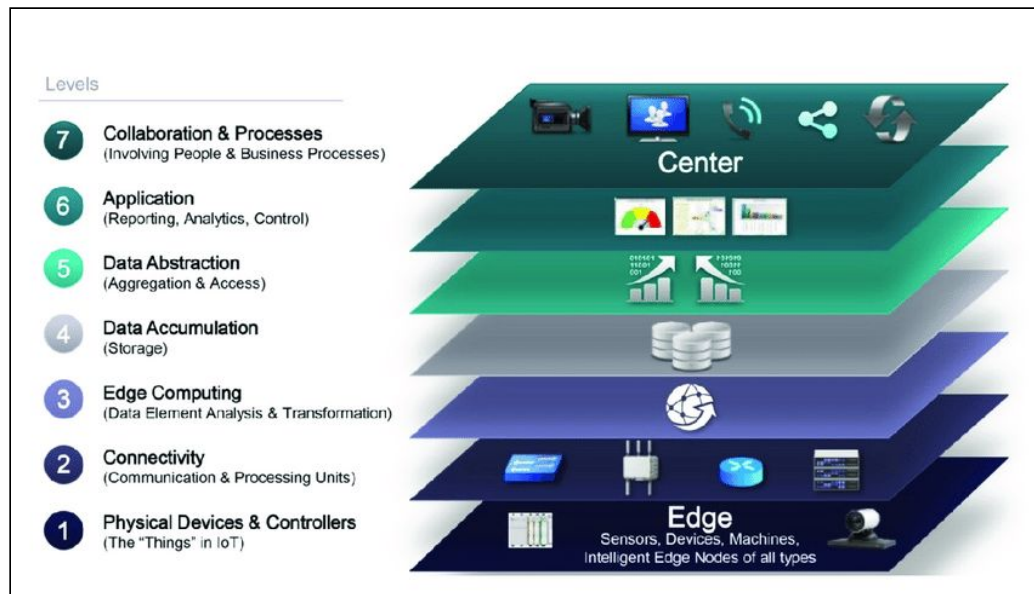 Levels
7
Collaboration & Processes
(Involving People & Business Processes)
6
Application
(Reporting, Analytics, Control)
5
Data Abstraction
(Aggregation & Access)
4
Data Accumulation
(Storage)
3
Edge Computing
(Data Element Analysis & Transformation)
2
Connectivity
(Communication & Processing Units)
1
Physical Devices & Controllers
(The “Things” in IoT)
Center
Edge
Sensors, Devices, Machines,
Intelligent Edge Nodes of all types